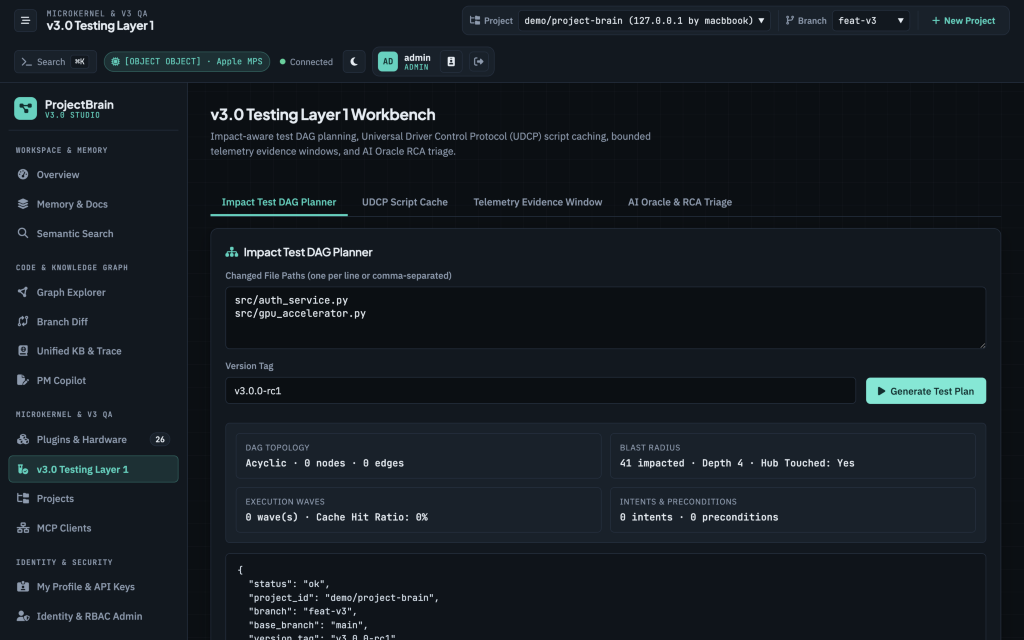 MICROKERNEL & V3 QA
v3.0 Testing Layer 1
Project demo/project-brain (127.0.0.1 by macbook) ▼ Branch feat-v3 ▼ + New Project
Search ⌘K [OBJECT OBJECT] · Apple MPS Connected AD admin
ADMIN
ProjectBrain
V3.0 STUDIO
WORKSPACE & MEMORY
Overview
Memory & Docs
Semantic Search
CODE & KNOWLEDGE GRAPH
Graph Explorer
Branch Diff
Unified KB & Trace
PM Copilot
MICROKERNEL & V3 QA
Plugins & Hardware 26
v3.0 Testing Layer 1
Projects
MCP Clients
IDENTITY & SECURITY
My Profile & API Keys
Identity & RBAC Admin
v3.0 Testing Layer 1 Workbench
Impact-aware test DAG planning, Universal Driver Control Protocol (UDCP) script caching, bounded
telemetry evidence windows, and AI Oracle RCA triage.
Impact Test DAG Planner UDCP Script Cache Telemetry Evidence Window AI Oracle & RCA Triage
Impact Test DAG Planner
Changed File Paths (one per line or comma-separated)
src/auth_service.py
src/gpu_accelerator.py
Version Tag
v3.0.0-rc1
Generate Test Plan
DAG TOPOLOGY
Acyclic · 0 nodes · 0 edges
BLAST RADIUS
41 impacted · Depth 4 · Hub Touched: Yes
EXECUTION WAVES
0 wave(s) · Cache Hit Ratio: 0%
INTENTS & PRECONDITIONS
0 intents · 0 preconditions
{
"status": "ok",
"project_id": "demo/project-brain",
"branch": "feat-v3",
"base_branch": "main",
"version_tag": "v3.0.0-rc1"